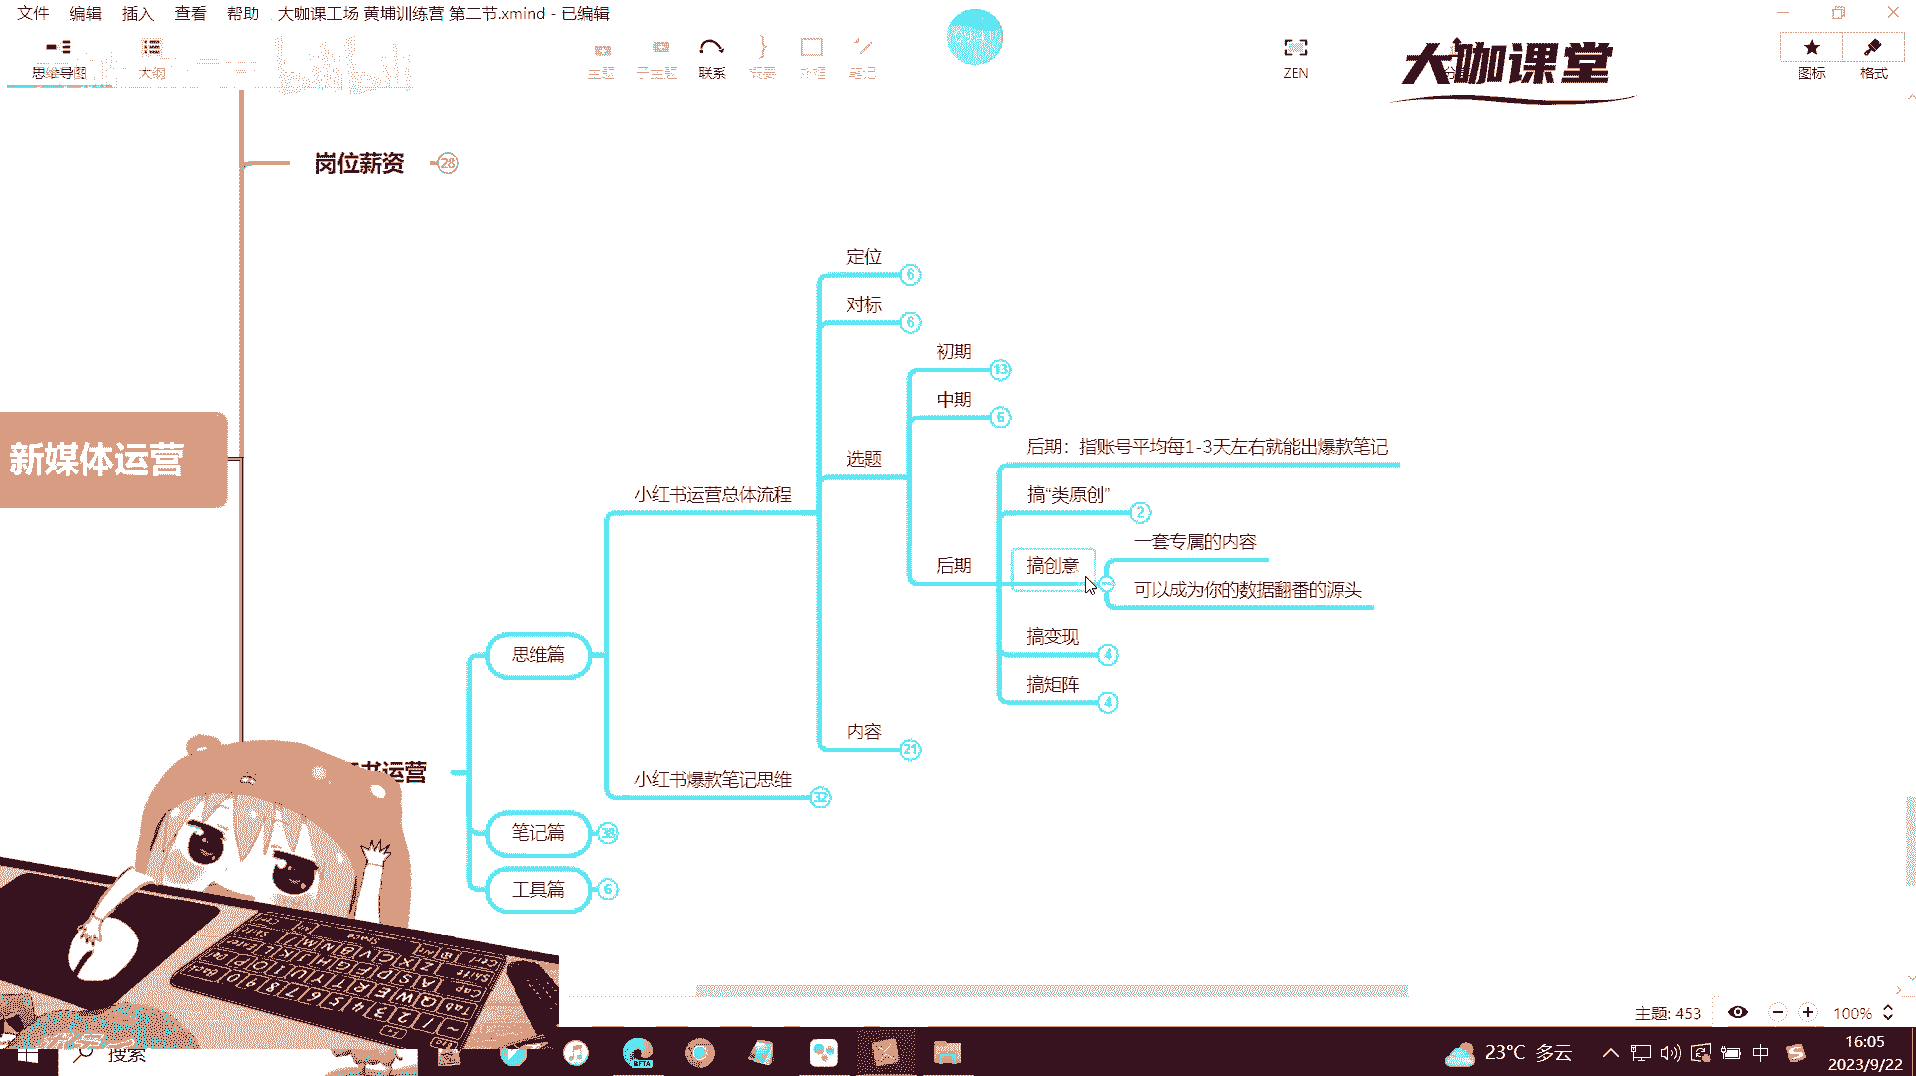 文件 编辑 插入 查看 帮助 大咖课工场 黄埔训练营 第二节.xmind - 已编辑
思维导图 大纲 主题 子主题 联系 概要 外框 笔记 ZEN 图标 格式
大咖课堂
岗位薪资 28
定位 6
对标 6
初期 13
中期 6
选题
后期：指账号平均每1-3天左右就能出爆款笔记
小红书运营总体流程
搞“类原创” 2
一套专属的内容
后期
搞创意
可以成为你的数据翻番的源头
新媒体运营
搞变现 4
思维篇
搞矩阵 4
内容 21
书运营
小红书爆款笔记思维 32
笔记篇 38
工具篇 6
主题: 453 100%
搜索
BETA
23°C 多云
中
16:05
2023/9/22